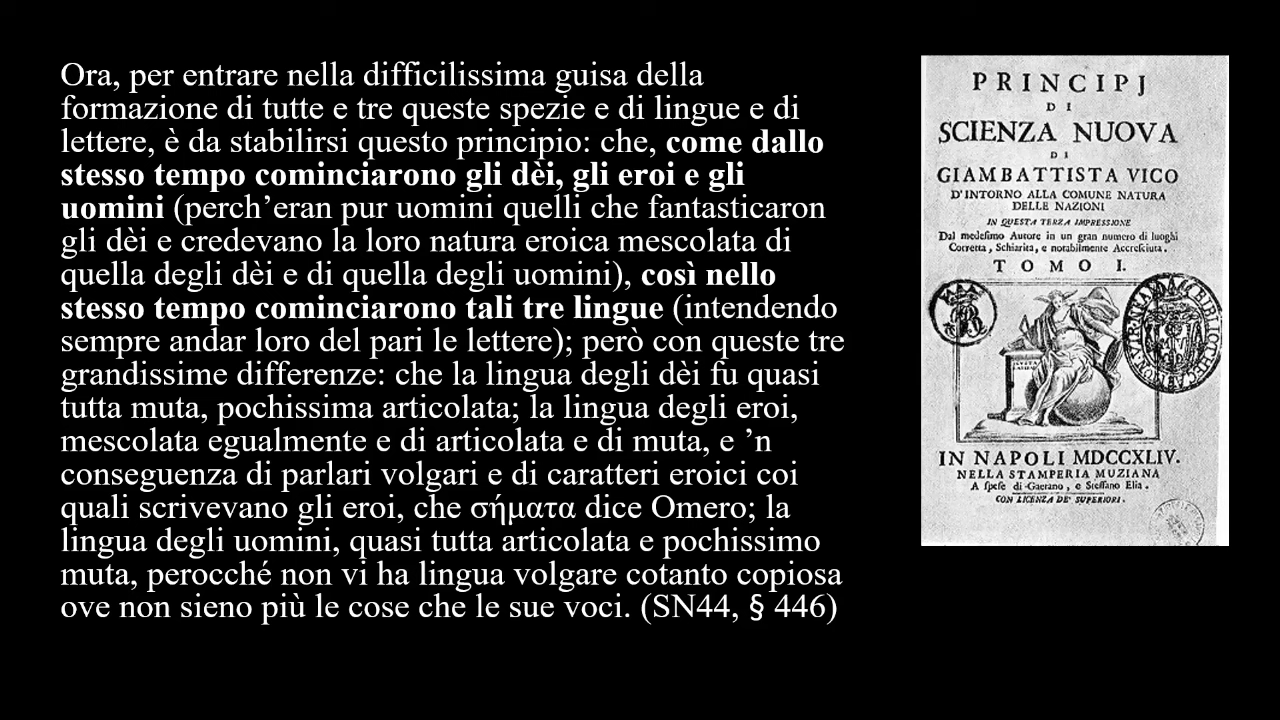 Ora, per entrare nella difficilissima guisa della
formazione di tutte e tre queste spezie e di lingue e di
lettere, è da stabilirsi questo principio: che, come dallo
stesso tempo cominciarono gli dèi, gli eroi e gli
uomini (perch’eran pur uomini quelli che fantasticaron
gli dèi e credevano la loro natura eroica mescolata di
quella degli dèi e di quella degli uomini), così nello
stesso tempo cominciarono tali tre lingue (intendendo
sempre andar loro del pari le lettere); però con queste tre
grandissime differenze: che la lingua degli dèi fu quasi
tutta muta, pochissima articolata; la lingua degli eroi,
mescolata egualmente e di articolata e di muta, e ’n
conseguenza di parlari volgari e di caratteri eroici coi
quali scrivevano gli eroi, che σήματα dice Omero; la
lingua degli uomini, quasi tutta articolata e pochissimo
muta, perocché non vi ha lingua volgare cotanto copiosa
ove non sieno più le cose che le sue voci. (SN44, § 446)
PRINCIPJ
DI
SCIENZA NUOVA
DI
GIAMBATTISTA VICO
D'INTORNO ALLA COMUNE NATURA
DELLE NAZIONI
IN QUESTA TERZA IMPRESSIONE
Dal medesimo Autore in un gran numero di luoghi
Corretta, Schiarita, e notabilmente Accresciuta.
TOMO I.
IN NAPOLI MDCCXLIV.
NELLA STAMPERIA MUZIANA
A spese di Gaetano, e Steffano Elia.
CON LICENZA DE' SUPERIORI.